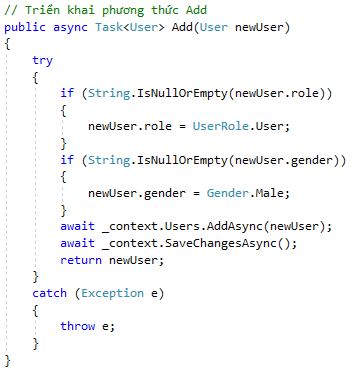 // Triển khai phương thức Add
public async Task<User> Add(User newUser)
{
    try
    {
        if (String.IsNullOrEmpty(newUser.role))
        {
            newUser.role = UserRole.User;
        }
        if (String.IsNullOrEmpty(newUser.gender))
        {
            newUser.gender = Gender.Male;
        }
        await _context.Users.AddAsync(newUser);
        await _context.SaveChangesAsync();
        return newUser;
    }
    catch (Exception e)
    {
        throw e;
    }
}